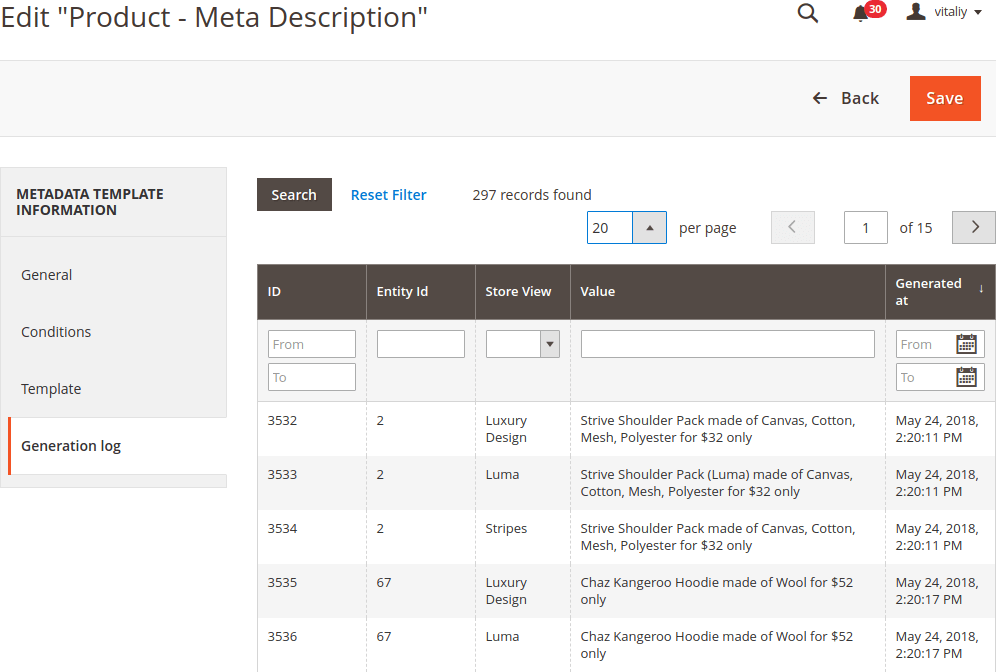 Edit "Product - Meta Description"
30
vitaliy
Back
Save
METADATA TEMPLATE
INFORMATION
General
Conditions
Template
Generation log
Search
Reset Filter
297 records found
20
per page
1
of 15
ID
Entity Id
Store View
Value
Generated
at
↓
From
From
To
To
3532
2
Luxury
Design
Strive Shoulder Pack made of Canvas, Cotton,
Mesh, Polyester for $32 only
May 24, 2018,
2:20:11 PM
3533
2
Luma
Strive Shoulder Pack (Luma) made of Canvas,
Cotton, Mesh, Polyester for $32 only
May 24, 2018,
2:20:11 PM
3534
2
Stripes
Strive Shoulder Pack made of Canvas, Cotton,
Mesh, Polyester for $32 only
May 24, 2018,
2:20:11 PM
3535
67
Luxury
Design
Chaz Kangeroo Hoodie made of Wool for $52
only
May 24, 2018,
2:20:17 PM
3536
67
Luma
Chaz Kangeroo Hoodie made of Wool for $52
only
May 24, 2018,
2:20:17 PM